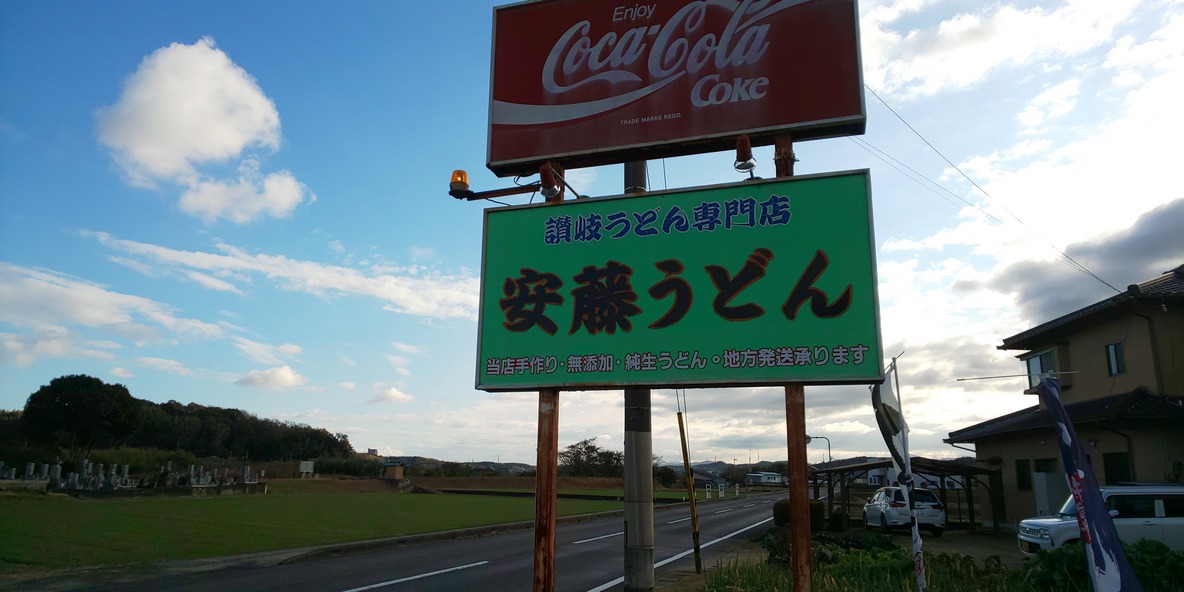 Enjoy
Coca-Cola
Coke
TRADE MARKS REGD.
讃岐うどん専門店
安藤うどん
当店手作り・無添加・純生うどん・地方発送承ります